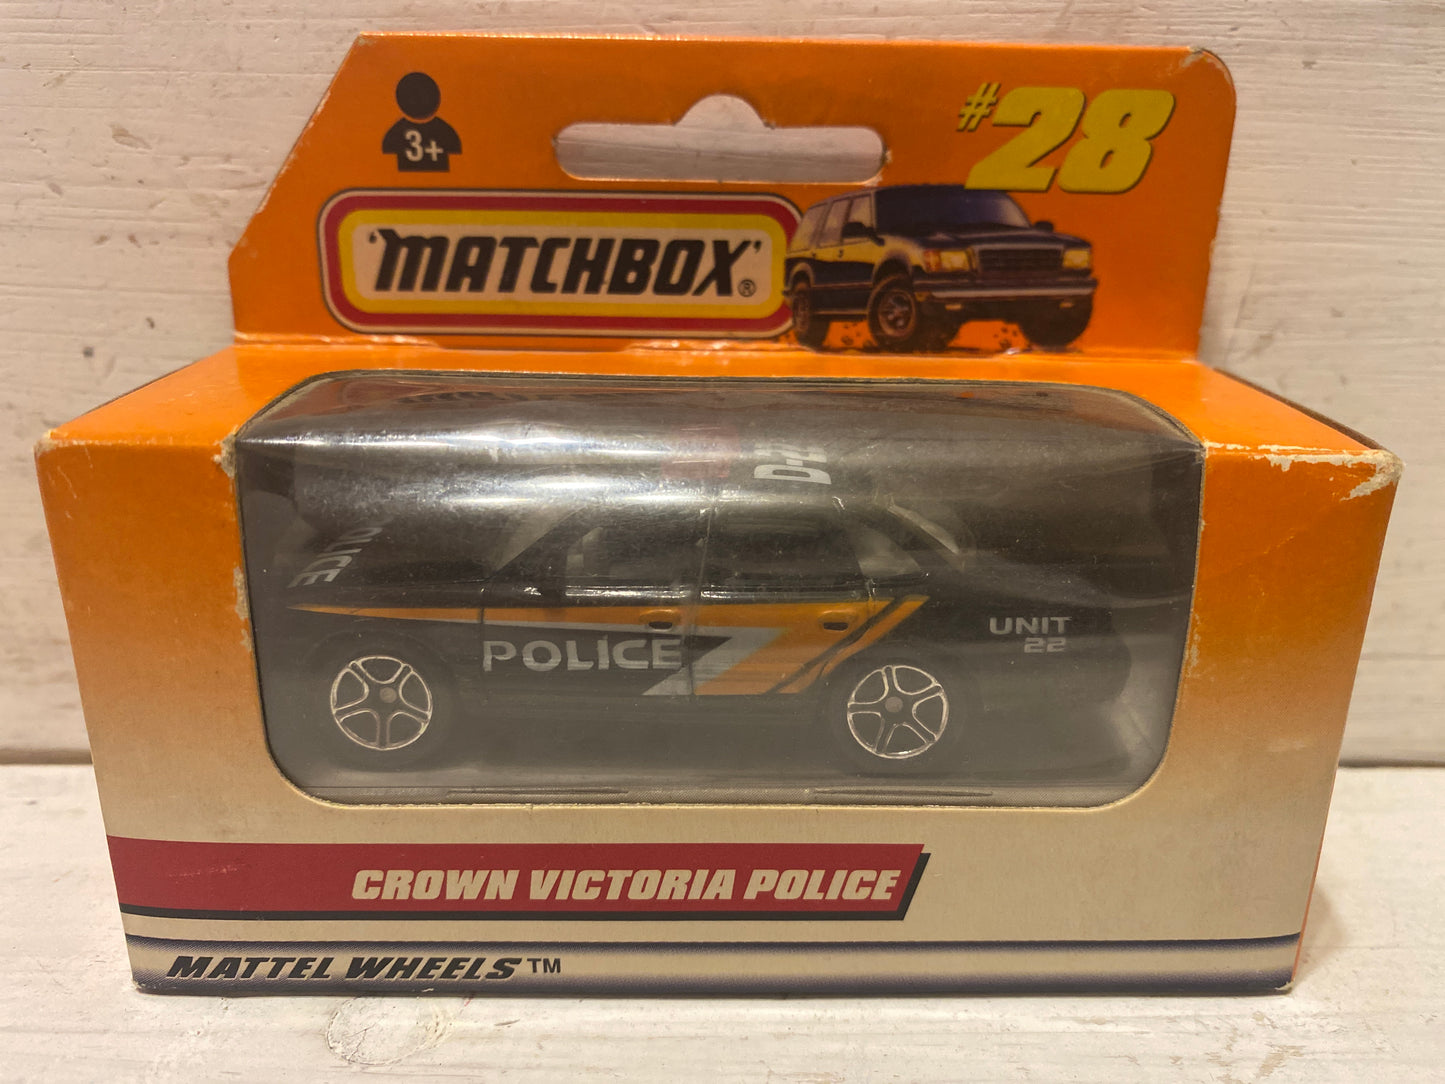 3+
#28
'MATCHBOX'®
POLICE
UNIT
22
CROWN VICTORIA POLICE
MATTEL WHEELS™